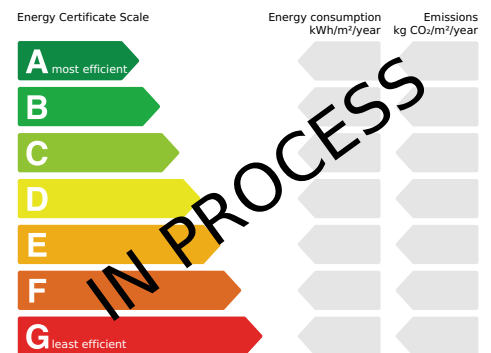 Energy Certificate Scale
Energy consumption
kWh/m²/year
Emissions
kg CO₂/m²/year
A most efficient
B
C
D
E
F
G least efficient
IN PROCESS